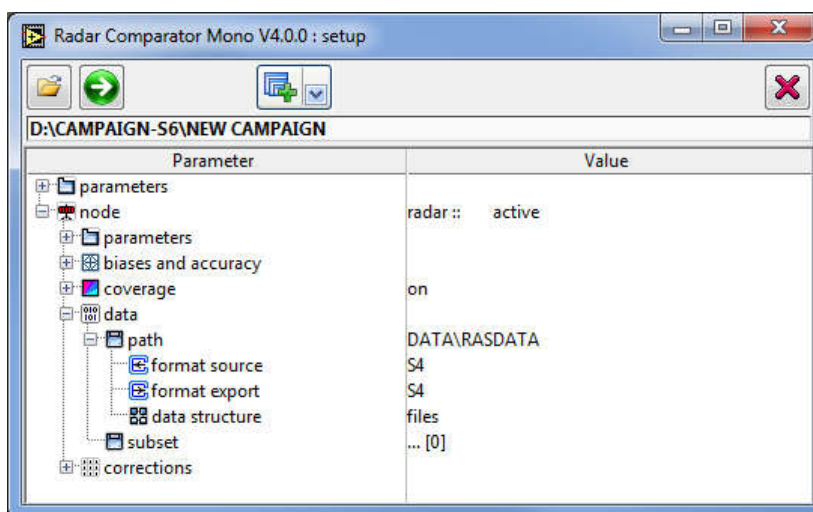 Radar Comparator Mono V4.0.0 : setup
D:\CAMPAIGN-S6\NEW CAMPAIGN
Parameter Value
parameters
node radar :: active
parameters
biases and accuracy
coverage on
data
path DATA\RASDATA
format source S4
format export S4
data structure files
subset ... [0]
corrections